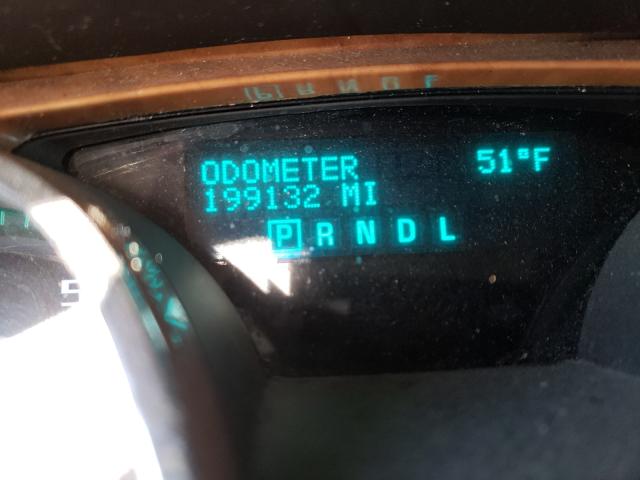 ODOMETER 51°F
199132 MI
P R N D L